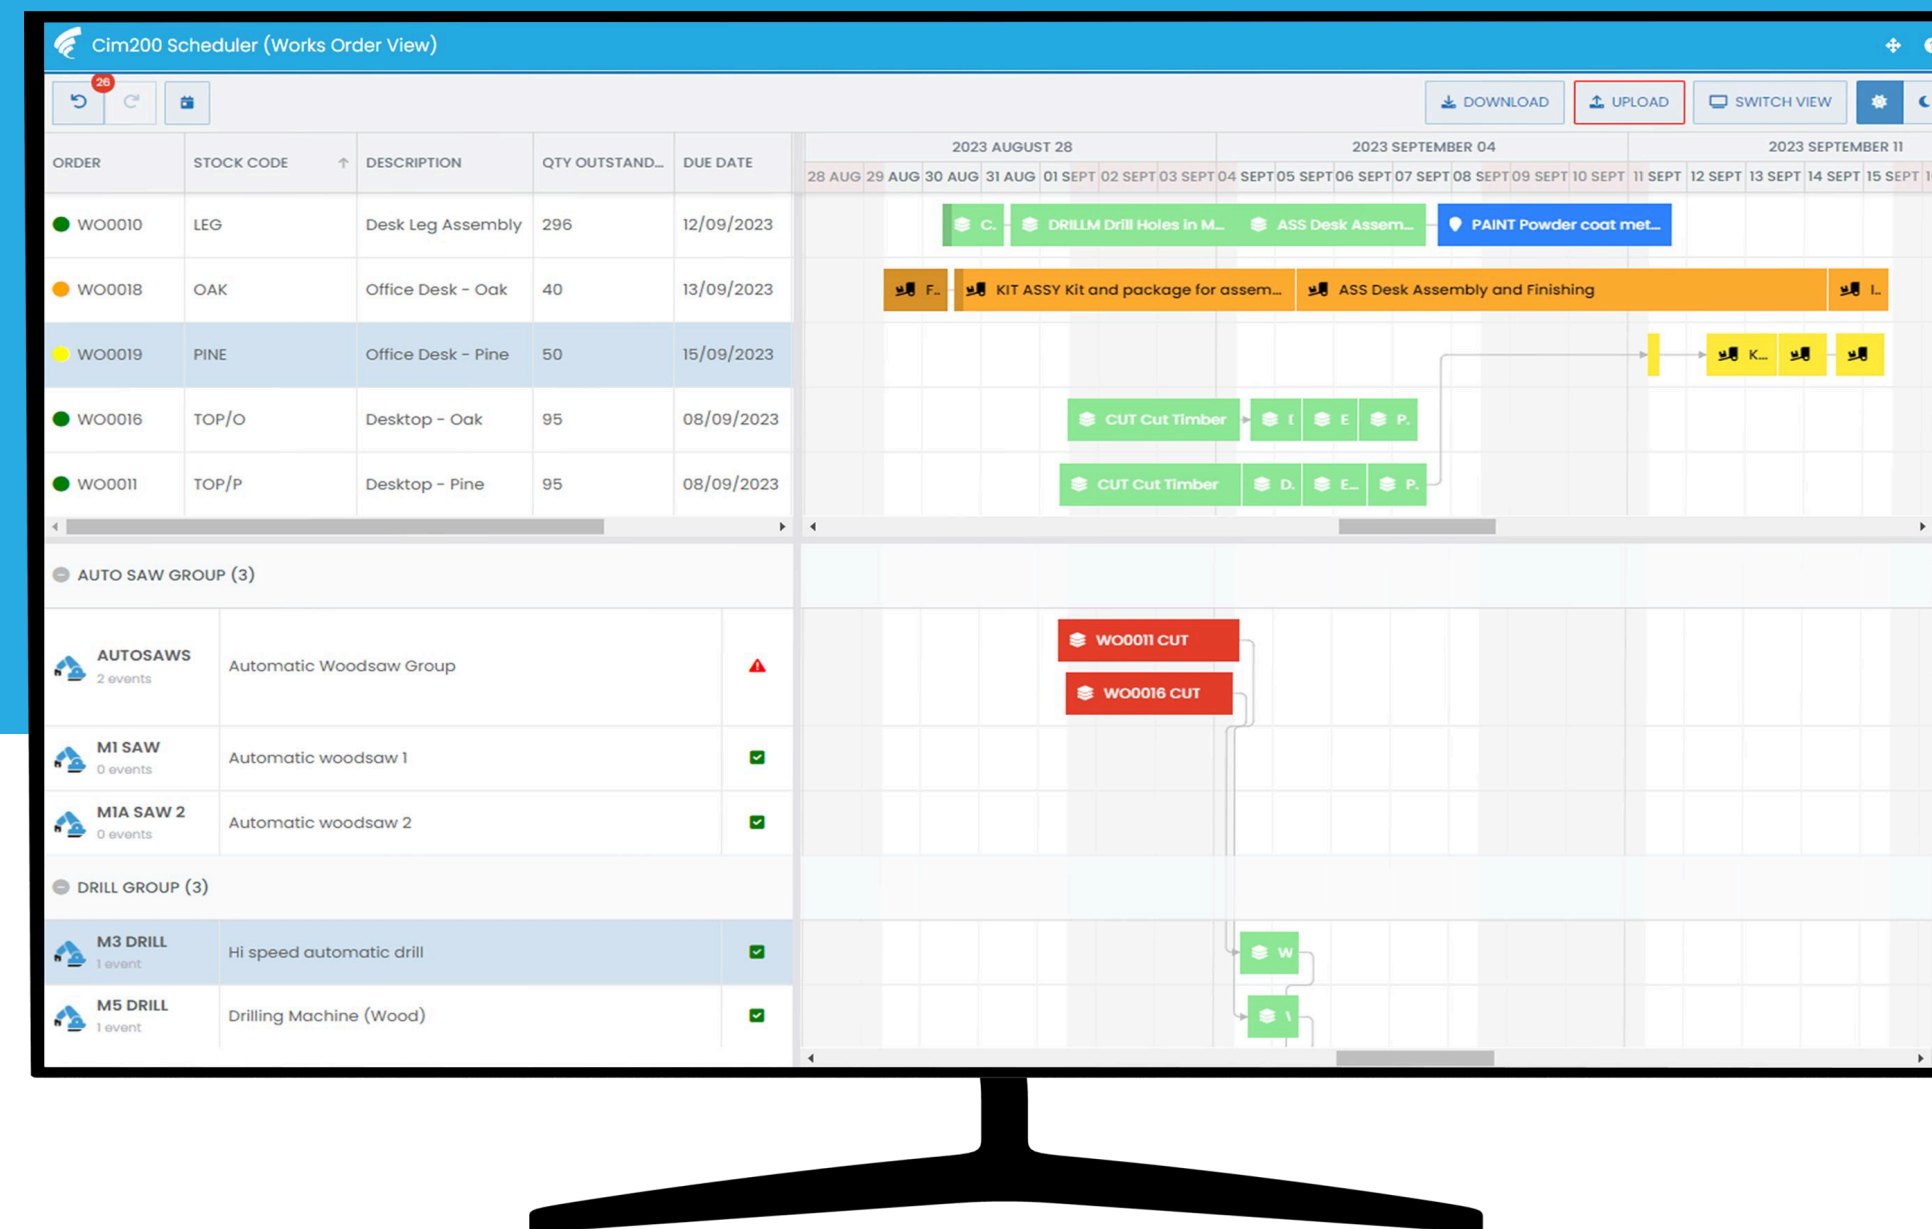 Cim200 Scheduler (Works Order View)
26
DOWNLOAD UPLOAD SWITCH VIEW
ORDER STOCK CODE DESCRIPTION QTY OUTSTAND... DUE DATE
2023 AUGUST 28 2023 SEPTEMBER 04 2023 SEPTEMBER 11
28 AUG 29 AUG 30 AUG 31 AUG 01 SEPT 02 SEPT 03 SEPT 04 SEPT 05 SEPT 06 SEPT 07 SEPT 08 SEPT 09 SEPT 10 SEPT 11 SEPT 12 SEPT 13 SEPT 14 SEPT 15 SEPT
WO0010 LEG Desk Leg Assembly 296 12/09/2023 C. DRILLM Drill Holes in M... ASS Desk Assem... PAINT Powder coat met...
WO0018 OAK Office Desk - Oak 40 13/09/2023 F... KIT ASSY Kit and package for assem... ASS Desk Assembly and Finishing I...
WO0019 PINE Office Desk - Pine 50 15/09/2023 K...
WO0016 TOP/O Desktop - Oak 95 08/09/2023 CUT Cut Timber E P.
WO0011 TOP/P Desktop - Pine 95 08/09/2023 CUT Cut Timber D. E... P.
AUTO SAW GROUP (3)
AUTOSAWS
2 events
Automatic Woodsaw Group
WO0011 CUT
WO0016 CUT
M1 SAW
0 events
Automatic woodsaw 1
M1A SAW 2
0 events
Automatic woodsaw 2
DRILL GROUP (3)
M3 DRILL
1 event
Hi speed automatic drill
W
M5 DRILL
1 event
Drilling Machine (Wood)